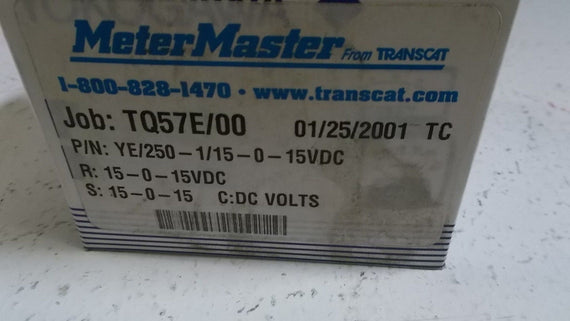 MeterMaster From TRANSCAT
1-800-828-1470 • www.transcat.com
Job: TQ57E/00 01/25/2001 TC
P/N: YE/250-1/15-0-15VDC
R: 15-0-15VDC
S: 15-0-15 C:DC VOLTS